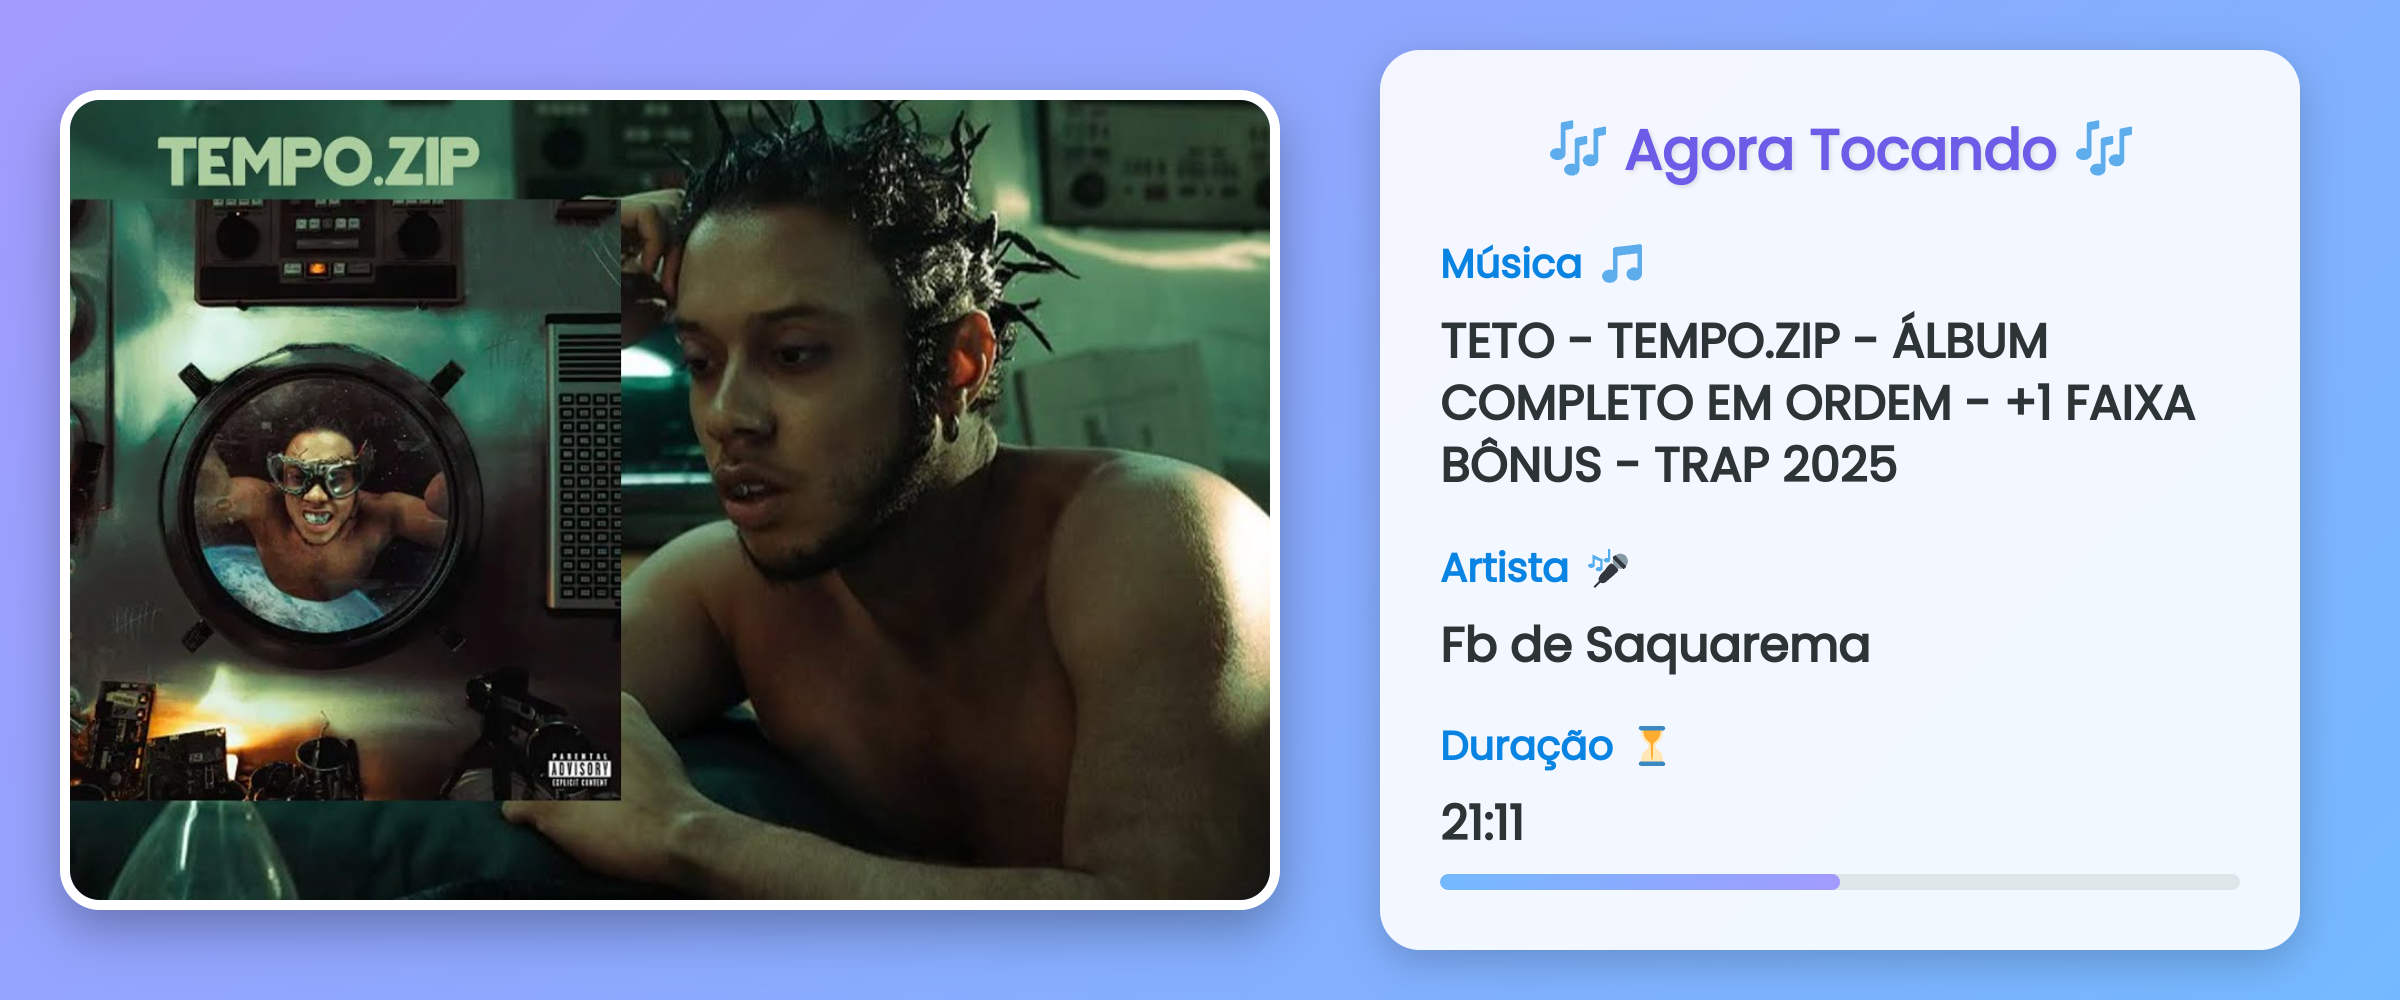 TEMPO.ZIP
PARENTAL
ADVISORY
EXPLICIT CONTENT
🎶 Agora Tocando 🎶
Música 🎵
TETO - TEMPO.ZIP - ÁLBUM
COMPLETO EM ORDEM - +1 FAIXA
BÔNUS - TRAP 2025
Artista 🎤
Fb de Saquarema
Duração ⏳
21:11